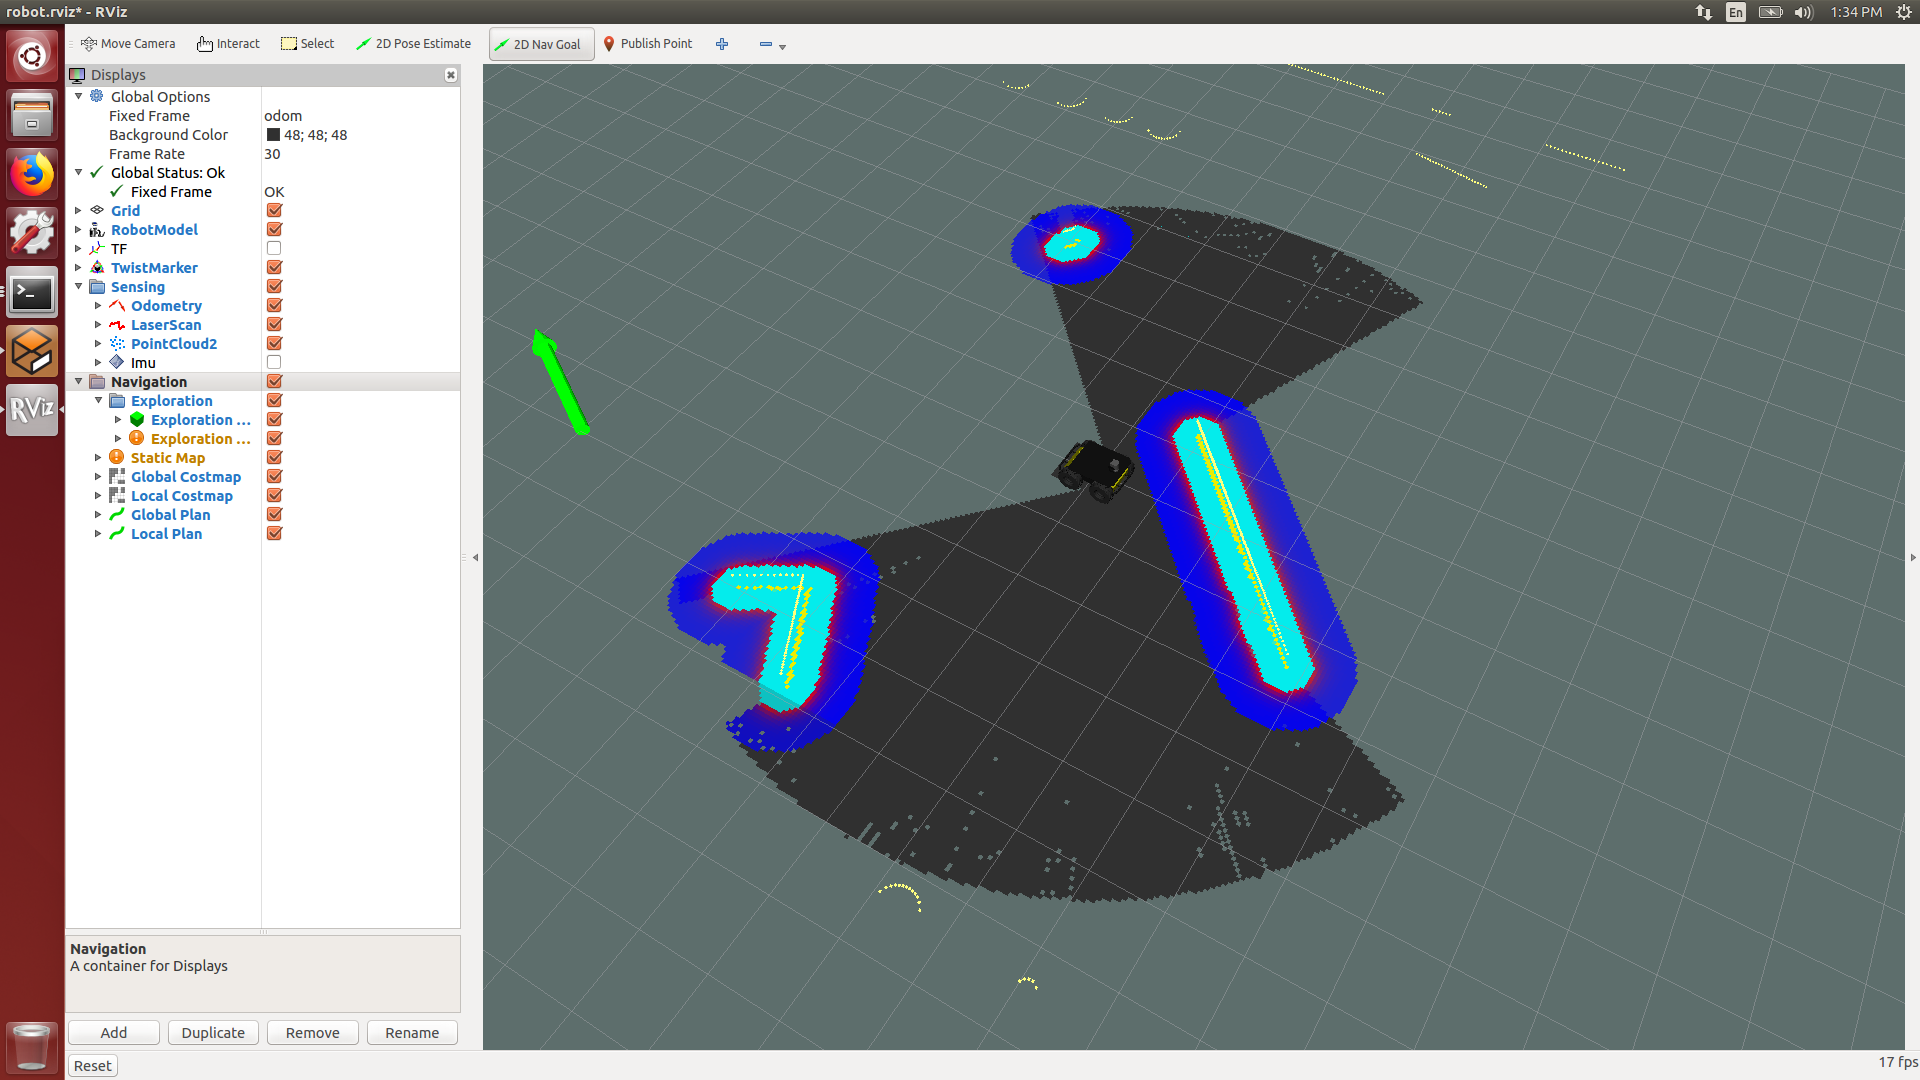 robot.rviz* - RViz
En
1:34 PM
Move Camera
Interact
Select
2D Pose Estimate
2D Nav Goal
Publish Point
Displays
Global Options
Fixed Frame odom
Background Color 48; 48; 48
Frame Rate 30
Global Status: Ok
Fixed Frame OK
Grid
RobotModel
TF
TwistMarker
Sensing
Odometry
LaserScan
PointCloud2
Imu
Navigation
Exploration
Exploration ...
Exploration ...
Static Map
Global Costmap
Local Costmap
Global Plan
Local Plan
RViz
Navigation
A container for Displays
Add Duplicate Remove Rename
Reset
17 fps